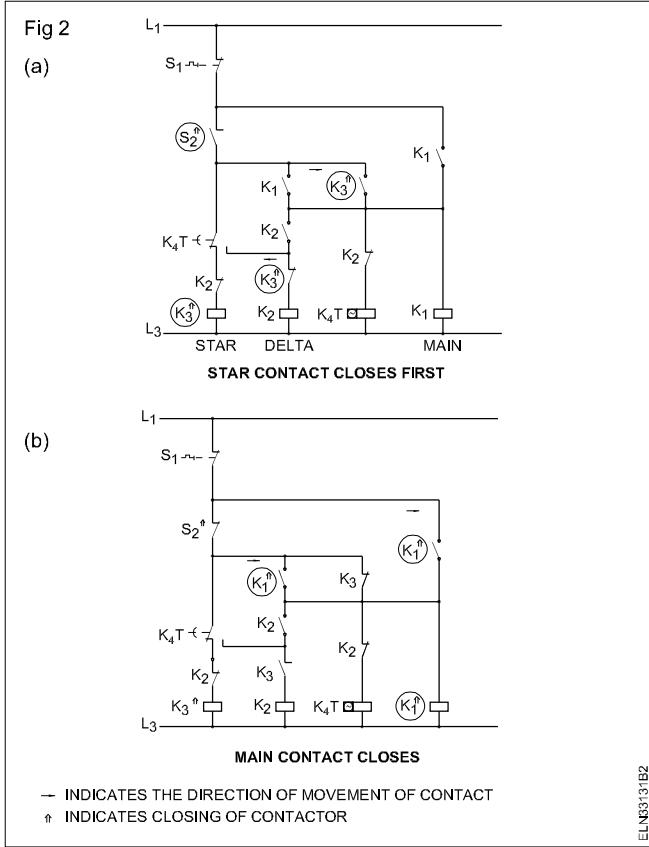 Fig 2
(a)
L1
S1
S2⇑
K1
K1
K3⇑
K4T
K2
K2
K3⇑
K2
K3⇑
K2
K4T
K1
L3
STAR DELTA MAIN
STAR CONTACT CLOSES FIRST
(b)
L1
S1
S2⇑
K1⇑
K1⇑
K3
K4T
K2
K2
K2
K3
K3⇑
K2
K4T
K1⇑
L3
MAIN CONTACT CLOSES
→ INDICATES THE DIRECTION OF MOVEMENT OF CONTACT
⇑ INDICATES CLOSING OF CONTACTOR
ELN33131B2